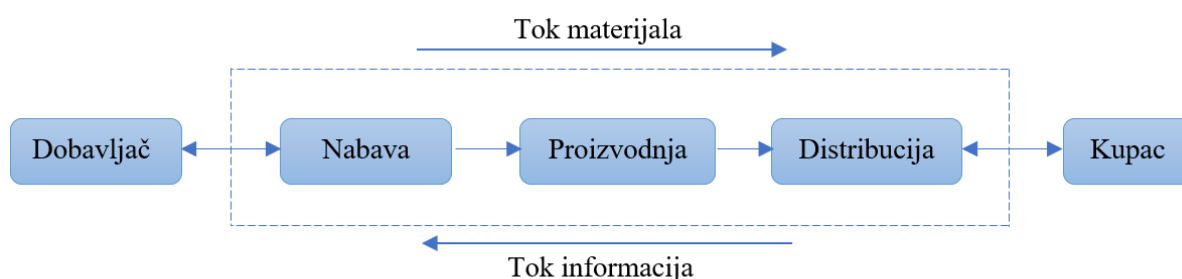 Tok materijala
Dobavljač
Nabava
Proizvodnja
Distribucija
Kupac
Tok informacija